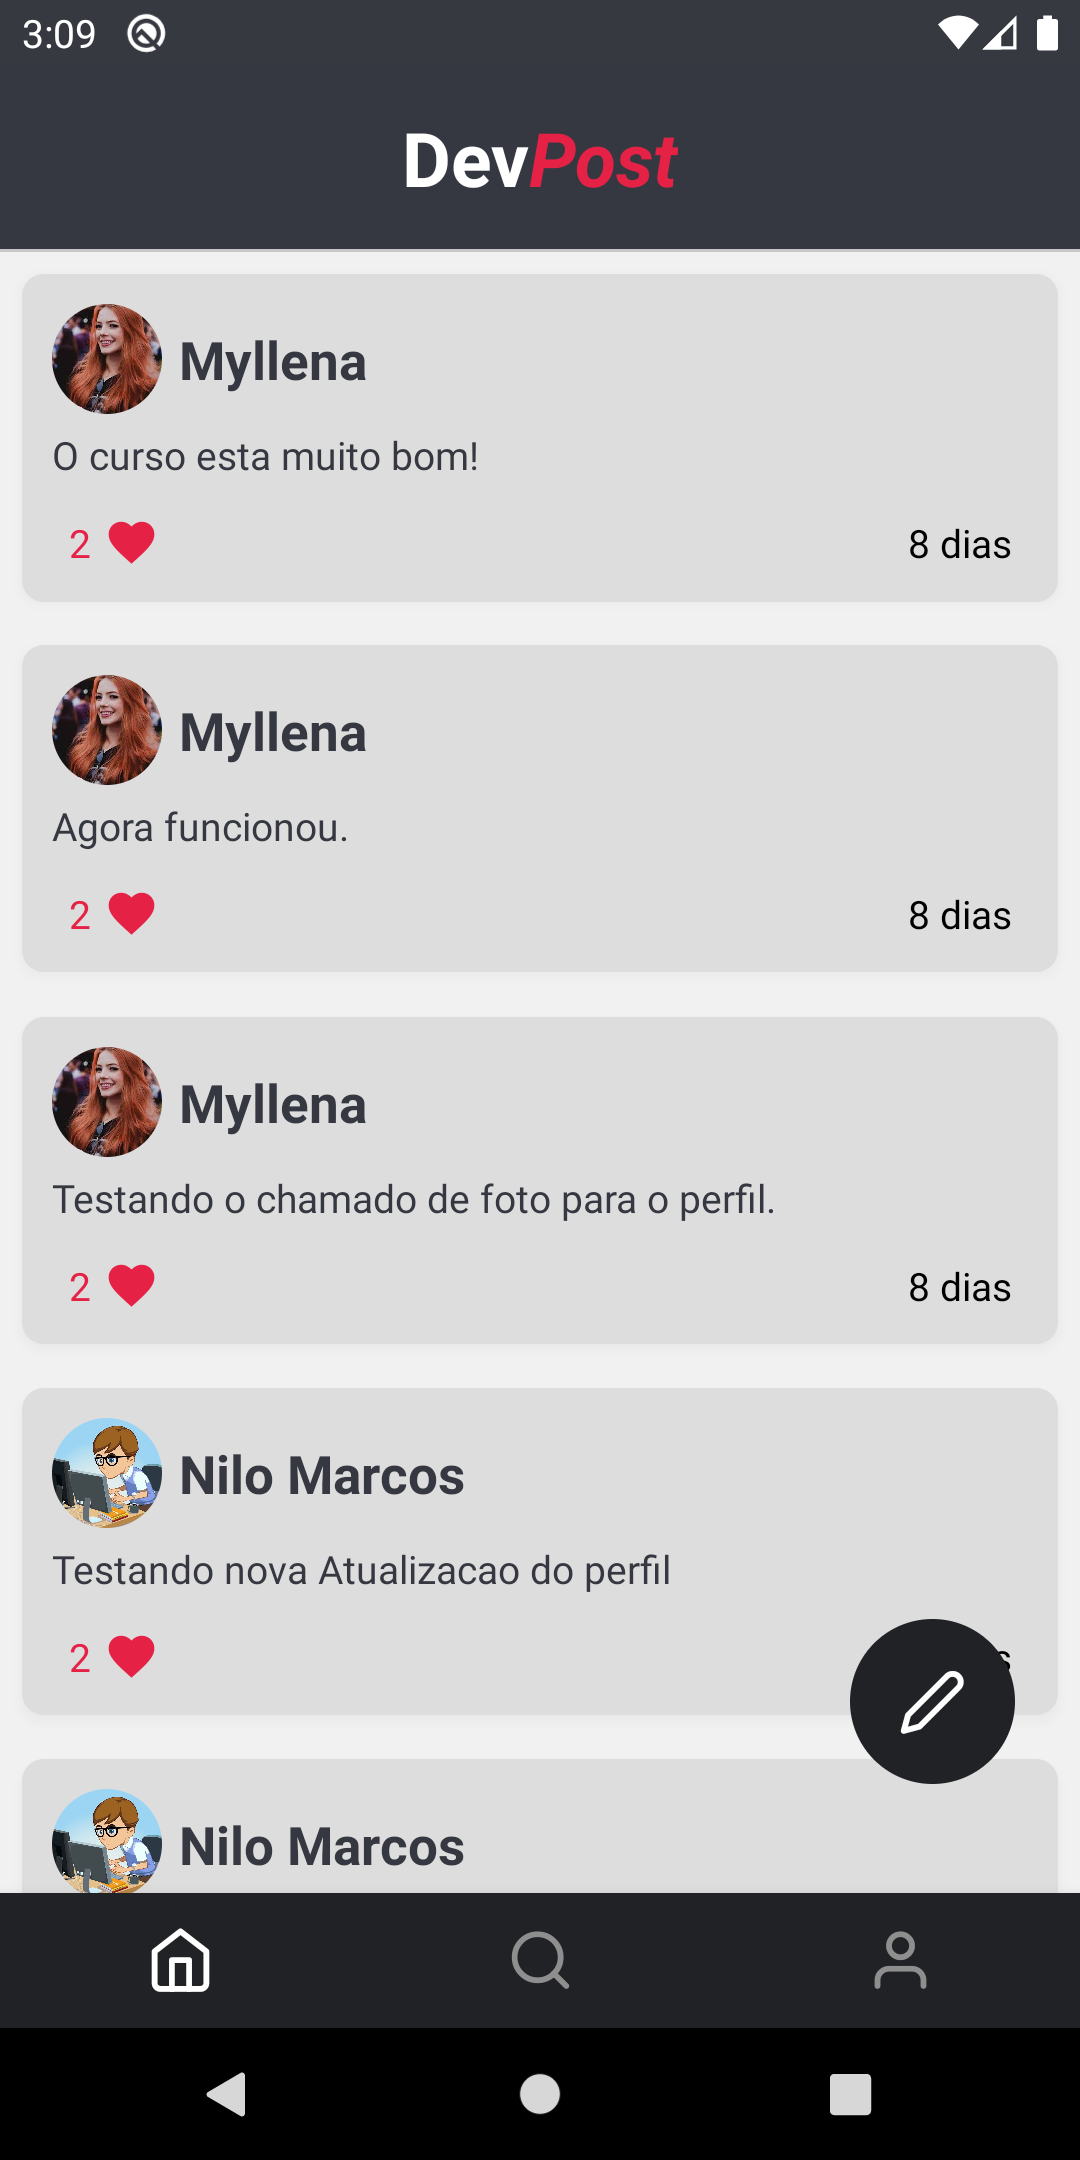 3:09
DevPost
Myllena
O curso esta muito bom!
2
8 dias
Myllena
Agora funcionou.
2
8 dias
Myllena
Testando o chamado de foto para o perfil.
2
8 dias
Nilo Marcos
Testando nova Atualizacao do perfil
2
Nilo Marcos